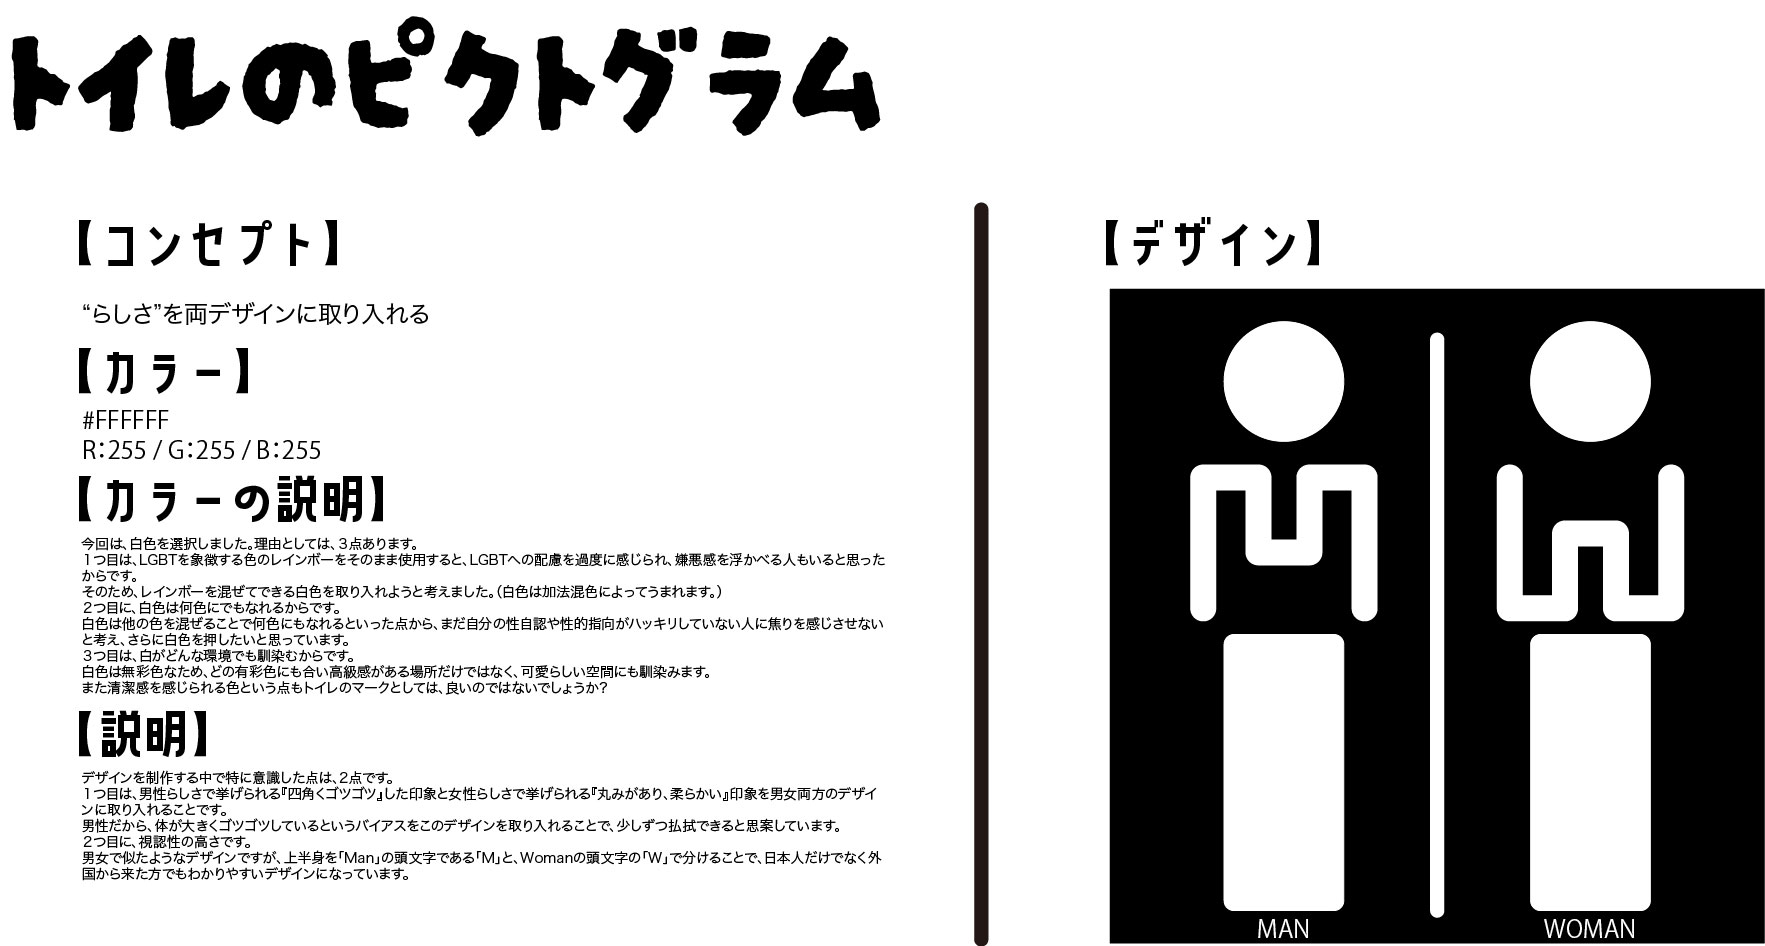 トイレのピクトグラム
【コンセプト】
“らしさ”を両デザインに取り入れる
【カラー】
#FFFFFF
R:255 / G:255 / B:255
【カラーの説明】
今回は、白色を選択しました。理由としては、3点あります。
1つ目は、LGBTを象徴する色のレインボーをそのまま使用すると、LGBTへの配慮を過度に感じられ、嫌悪感を浮かべる人もいると思った
からです。
そのため、レインボーを混ぜてできる白色を取り入れようと考えました。(白色は加法混色によってうまれます。)
2つ目に、白色は何色にでもなれるからです。
白色は他の色を混ぜることで何色にもなれるといった点から、まだ自分の性自認や性的指向がハッキリしていない人に焦りを感じさせない
と考え、さらに白色を押したいと思っています。
3つ目は、白がどんな環境でも馴染むからです。
白色は無彩色なため、どの有彩色にも合い高級感がある場所だけではなく、可愛らしい空間にも馴染みます。
また清潔感を感じられる色という点もトイレのマークとしては、良いのではないでしょうか?
【説明】
デザインを制作する中で特に意識した点は、2点です。
1つ目は、男性らしさで挙げられる『四角くゴツゴツ』した印象と女性らしさで挙げられる『丸みがあり、柔らかい』印象を男女両方のデザイ
ンに取り入れることです。
男性だから、体が大きくゴツゴツしているというバイアスをこのデザインを取り入れることで、少しずつ払拭できると思案しています。
2つ目に、視認性の高さです。
男女で似たようなデザインですが、上半身を「Man」の頭文字である「M」と、Womanの頭文字の「W」で分けることで、日本人だけでなく外
国から来た方でもわかりやすいデザインになっています。
【デザイン】
MAN
WOMAN